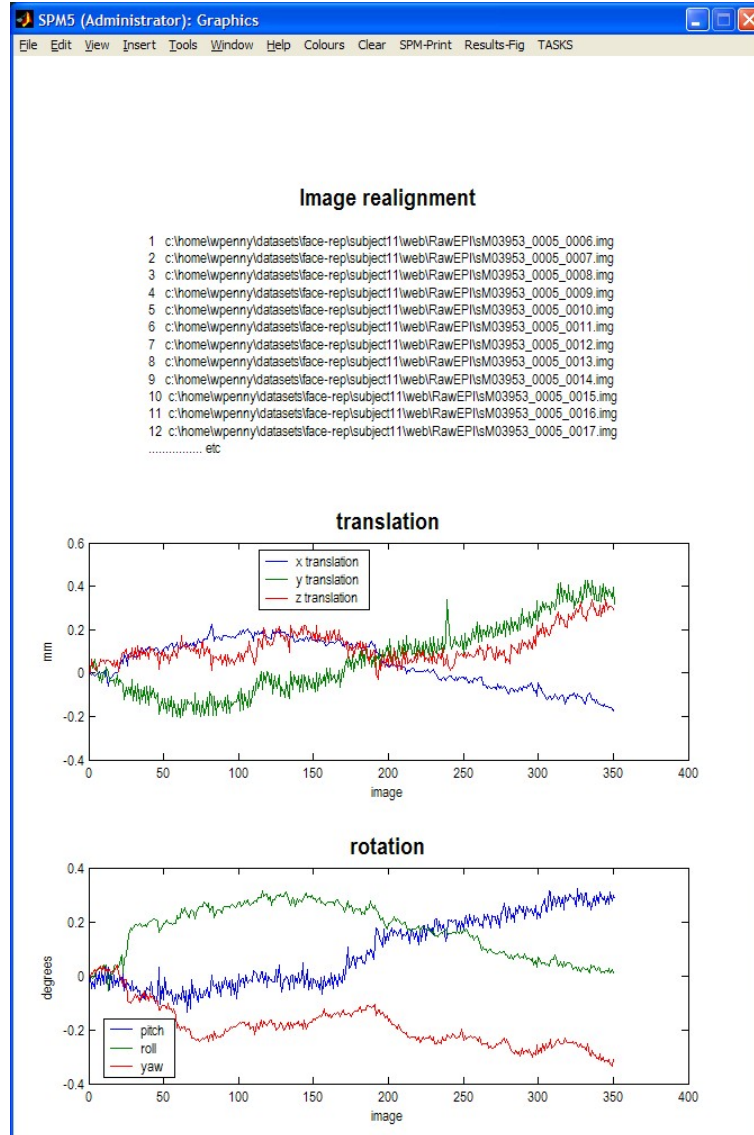 SPM5 (Administrator): Graphics
File Edit View Insert Tools Window Help Colours Clear SPM-Print Results-Fig TASKS
Image realignment
1 c:\home\wpenny\datasets\face-rep\subject11\web\RawEPI\sM03953_0005_0006.img
2 c:\home\wpenny\datasets\face-rep\subject11\web\RawEPI\sM03953_0005_0007.img
3 c:\home\wpenny\datasets\face-rep\subject11\web\RawEPI\sM03953_0005_0008.img
4 c:\home\wpenny\datasets\face-rep\subject11\web\RawEPI\sM03953_0005_0009.img
5 c:\home\wpenny\datasets\face-rep\subject11\web\RawEPI\sM03953_0005_0010.img
6 c:\home\wpenny\datasets\face-rep\subject11\web\RawEPI\sM03953_0005_0011.img
7 c:\home\wpenny\datasets\face-rep\subject11\web\RawEPI\sM03953_0005_0012.img
8 c:\home\wpenny\datasets\face-rep\subject11\web\RawEPI\sM03953_0005_0013.img
9 c:\home\wpenny\datasets\face-rep\subject11\web\RawEPI\sM03953_0005_0014.img
10 c:\home\wpenny\datasets\face-rep\subject11\web\RawEPI\sM03953_0005_0015.img
11 c:\home\wpenny\datasets\face-rep\subject11\web\RawEPI\sM03953_0005_0016.img
12 c:\home\wpenny\datasets\face-rep\subject11\web\RawEPI\sM03953_0005_0017.img
................ etc
translation
0.6
0.4
0.2
0
-0.2
-0.4
mm
x translation
y translation
z translation
0 50 100 150 200 250 300 350 400
image
rotation
0.4
0.2
0
-0.2
-0.4
degrees
pitch
roll
yaw
0 50 100 150 200 250 300 350 400
image